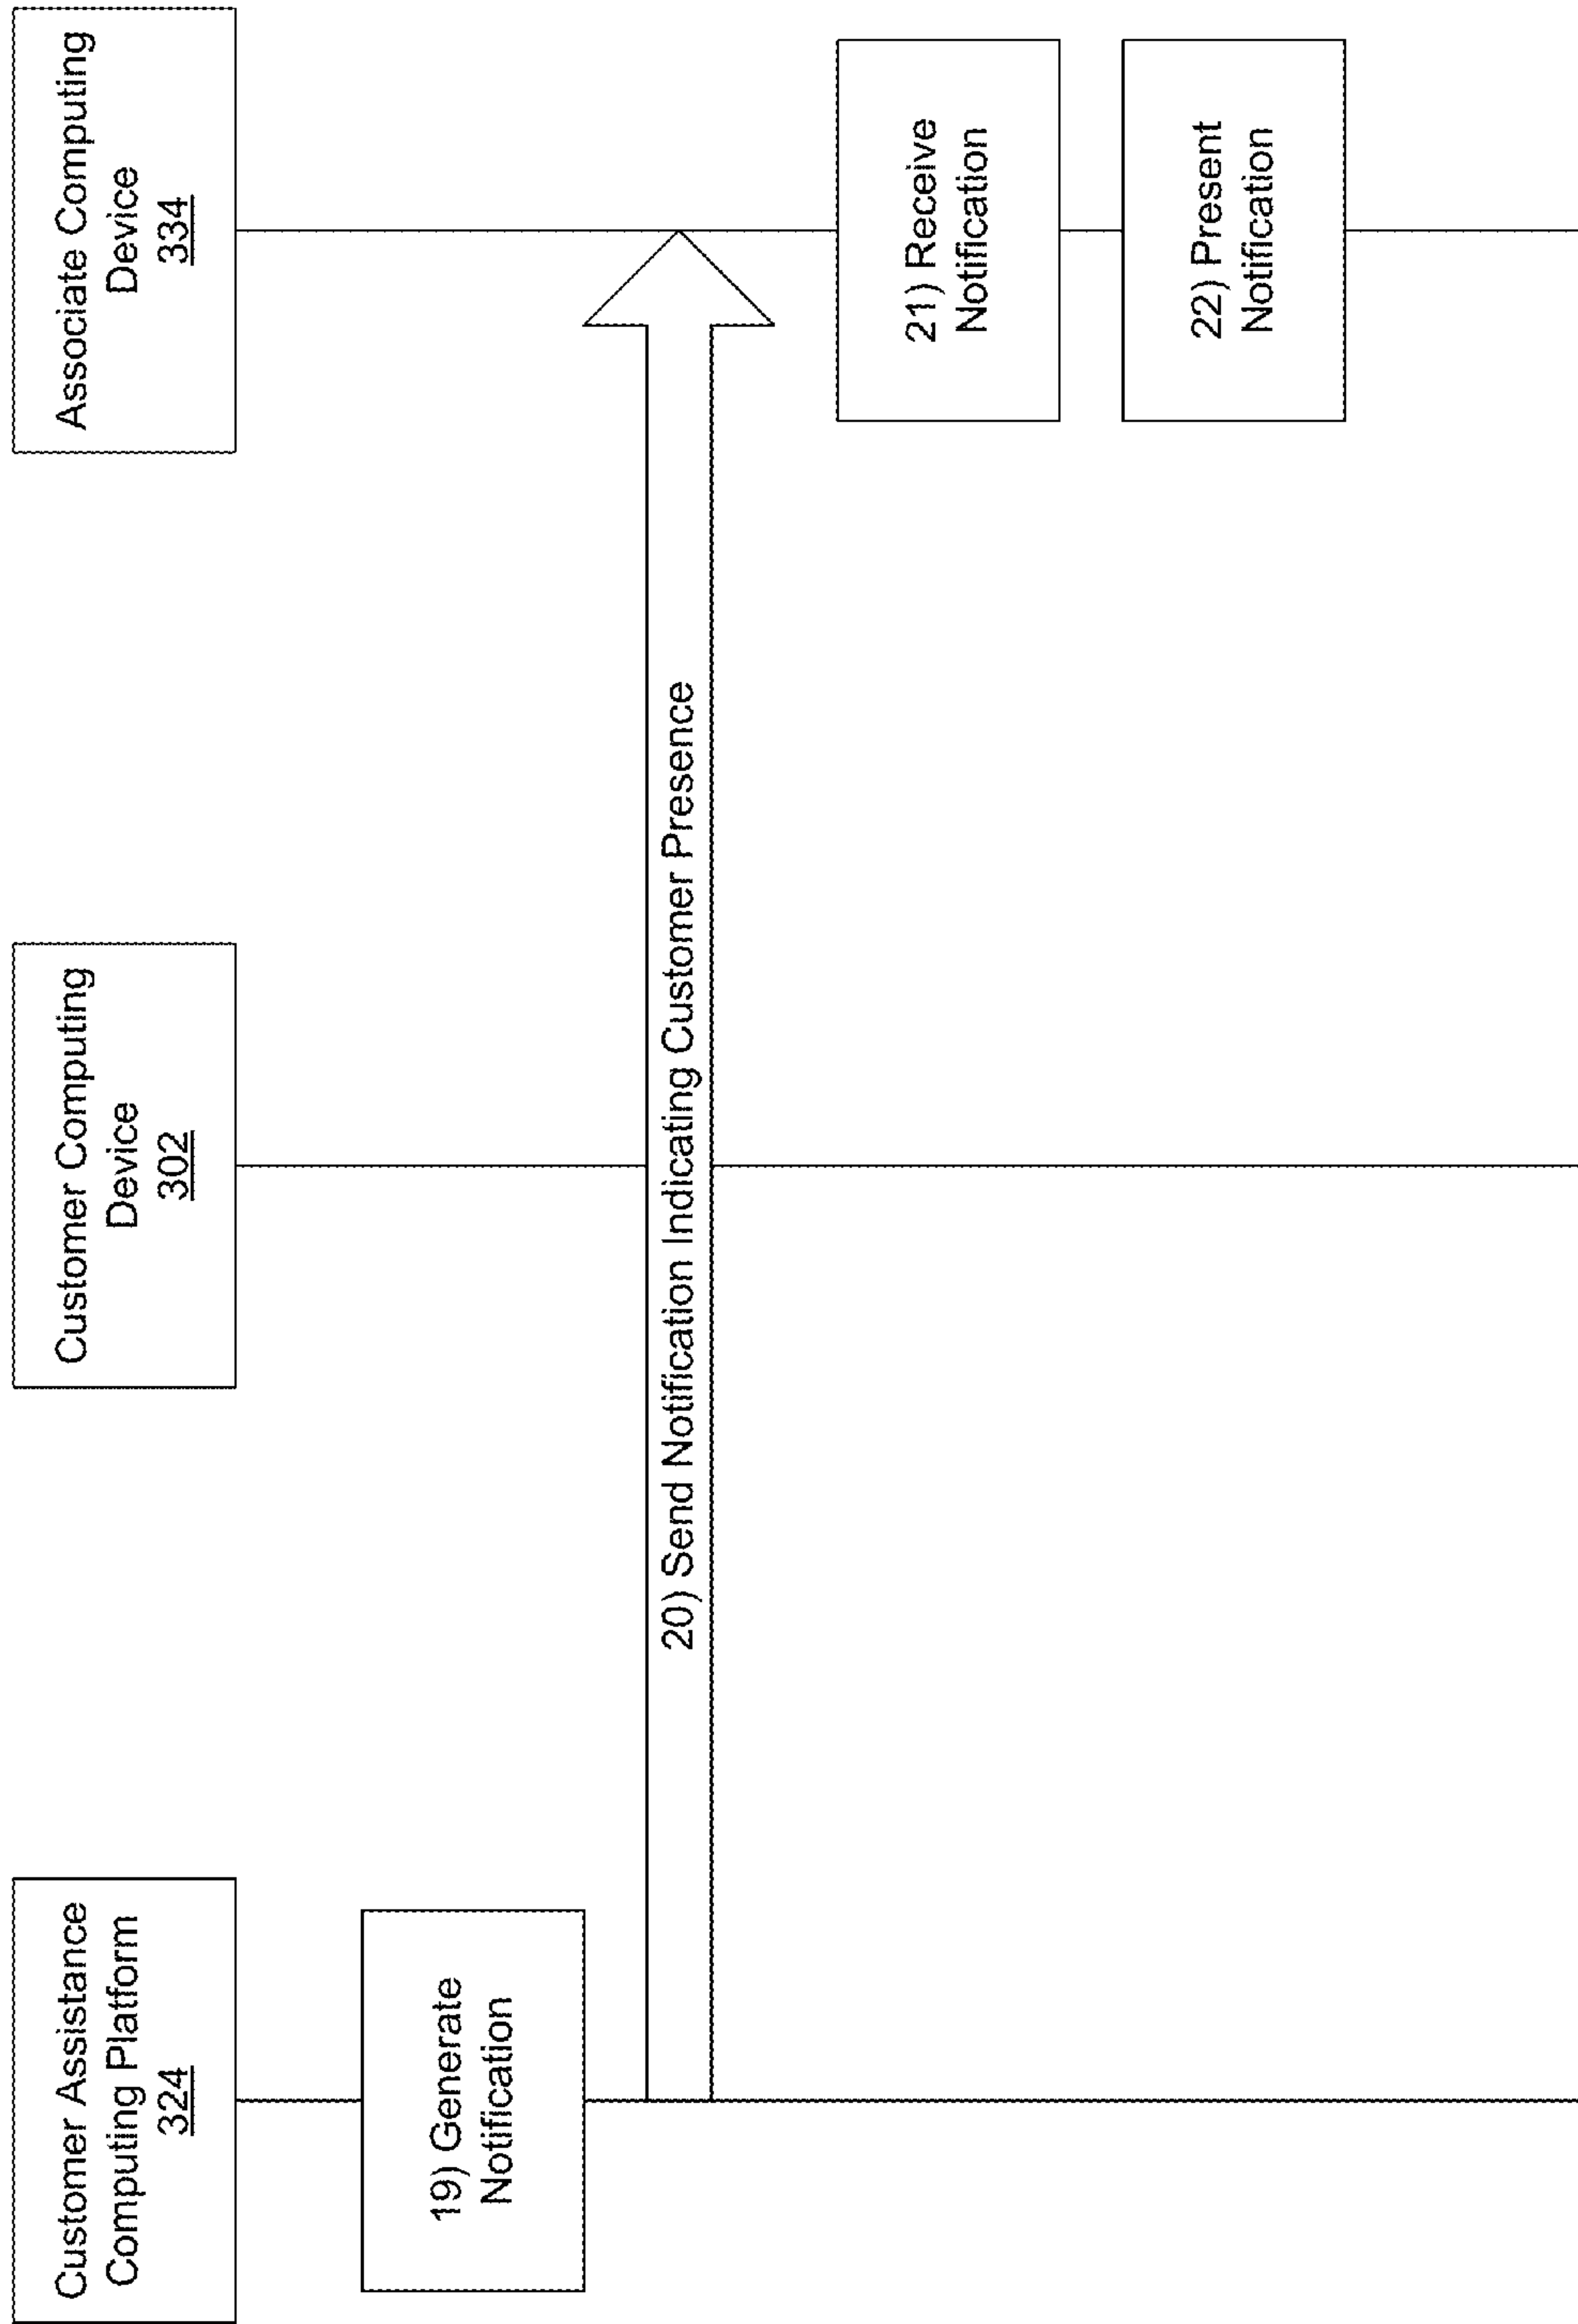 Customer Assistance
Computing Platform
324
Customer Computing
Device
302
Associate Computing
Device
334
19) Generate
Notification
20) Send Notification Indicating Customer Presence
21) Receive
Notification
22) Present
Notification